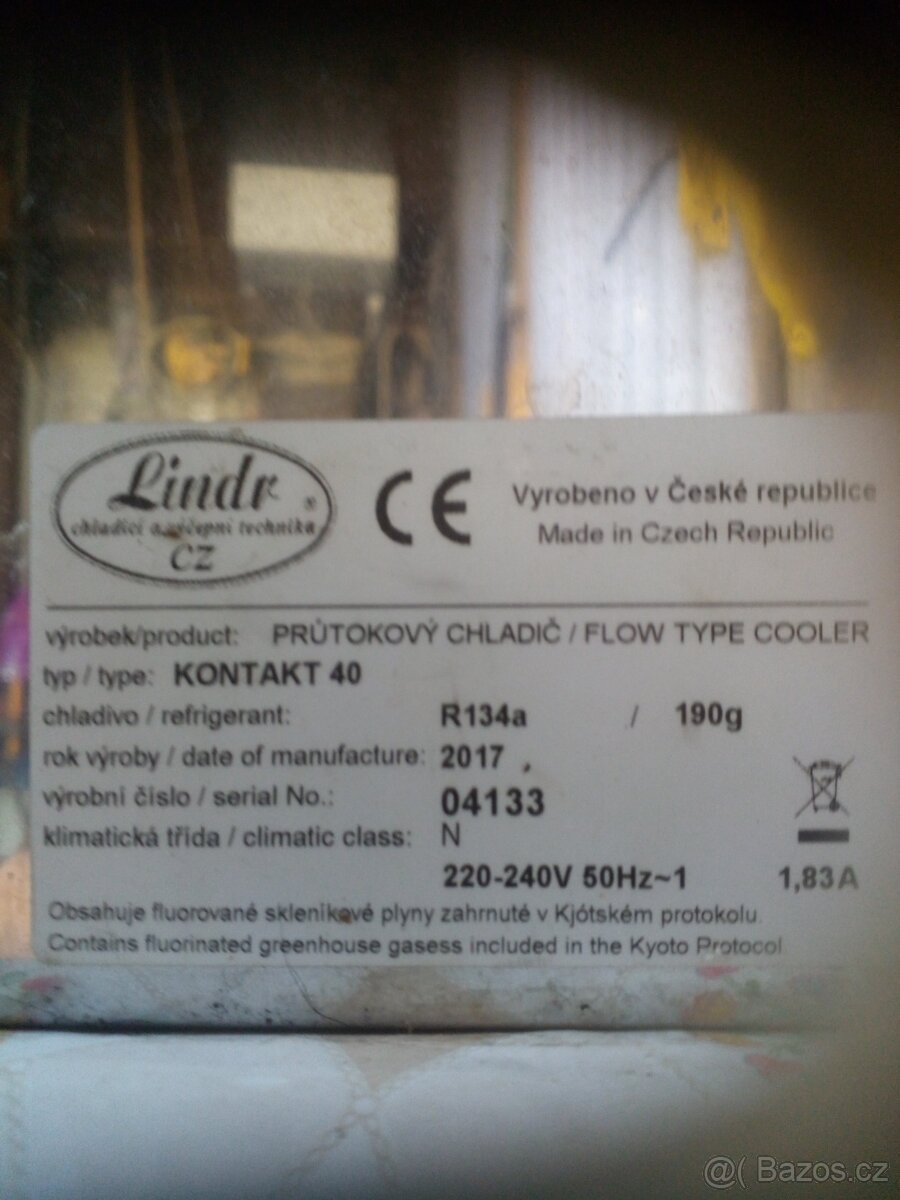 Lindr ®
chladicí a výčepní technika
CZ
CE
Vyrobeno v České republice
Made in Czech Republic
výrobek/product: PRŮTOKOVÝ CHLADIČ / FLOW TYPE COOLER
typ / type: KONTAKT 40
chladivo / refrigerant: R134a / 190g
rok výroby / date of manufacture: 2017
výrobní číslo / serial No.: 04133
klimatická třída / climatic class: N
220-240V 50Hz~1 1,83A
Obsahuje fluorované skleníkové plyny zahrnuté v Kjótském protokolu.
Contains fluorinated greenhouse gasess included in the Kyoto Protocol
@( Bazos.cz